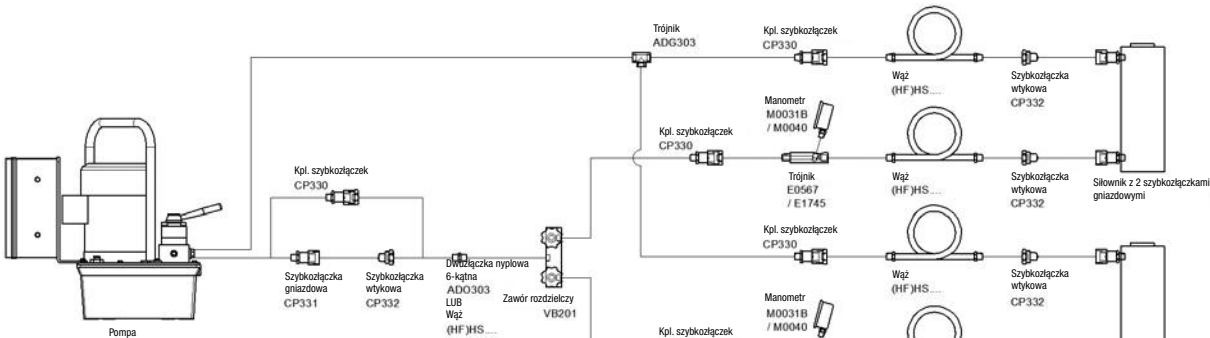 Trójnik
ADG303
Kpl. szybkozłączek
CP330
Wąż
(HF)HS....
Szybkozłączka
wtykowa
CP332
Manometr
M0031B
/ M0040
Kpl. szybkozłączek
CP330
Trójnik
E0567
/ E1745
Wąż
(HF)HS....
Szybkozłączka
wtykowa
CP332
Siłownik z 2 szybkozłączkami
gniazdowymi
Kpl. szybkozłączek
CP330
Kpl. szybkozłączek
CP330
Wąż
(HF)HS....
Szybkozłączka
wtykowa
CP332
Szybkozłączka
gniazdowa
CP331
Szybkozłączka
wtykowa
CP332
Dwuzłączka nyplowa
6-kątna
ADO303
LUB
Wąż
(HF)HS....
Zawór rozdzielczy
VB201
Manometr
M0031B
/ M0040
Kpl. szybkozłączek
Pompa